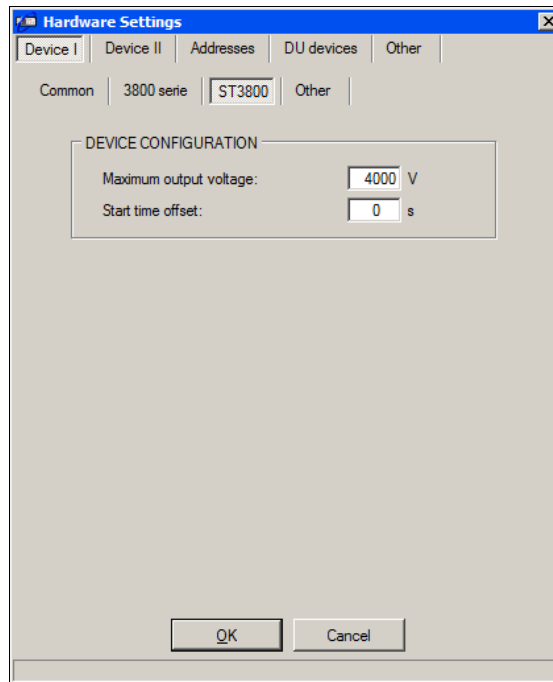 Hardware Settings
Device I Device II Addresses DU devices Other
Common 3800 serie ST3800 Other
DEVICE CONFIGURATION
Maximum output voltage: 4000 V
Start time offset: 0 s
OK Cancel